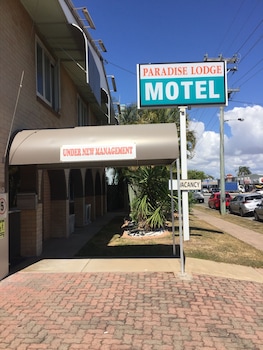 PARADISE LODGE
MOTEL
UNDER NEW MANAGEMENT
VACANCY